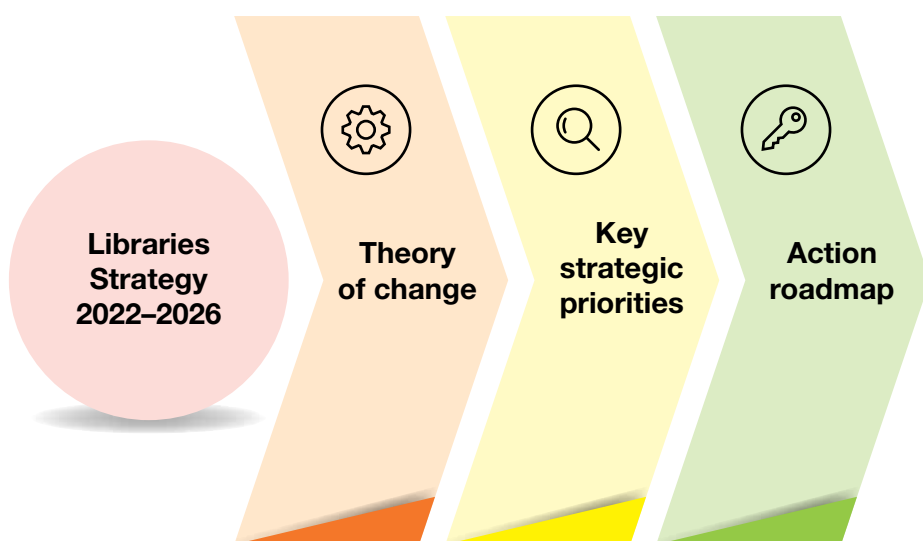 Libraries
Strategy
2022–2026
Theory
of change
Key
strategic
priorities
Action
roadmap